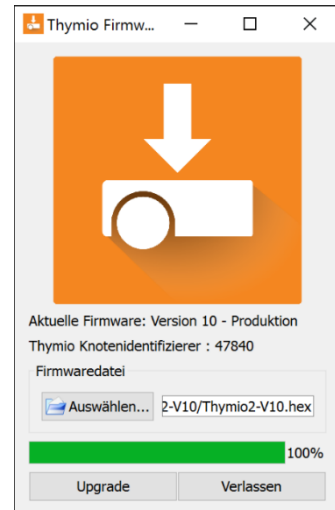 Thymio Firmw...
Aktuelle Firmware: Version 10 - Produktion
Thymio Knotenidentifizierer : 47840
Firmwaredatei
Auswählen... 2-V10/Thymio2-V10.hex
100%
Upgrade Verlassen